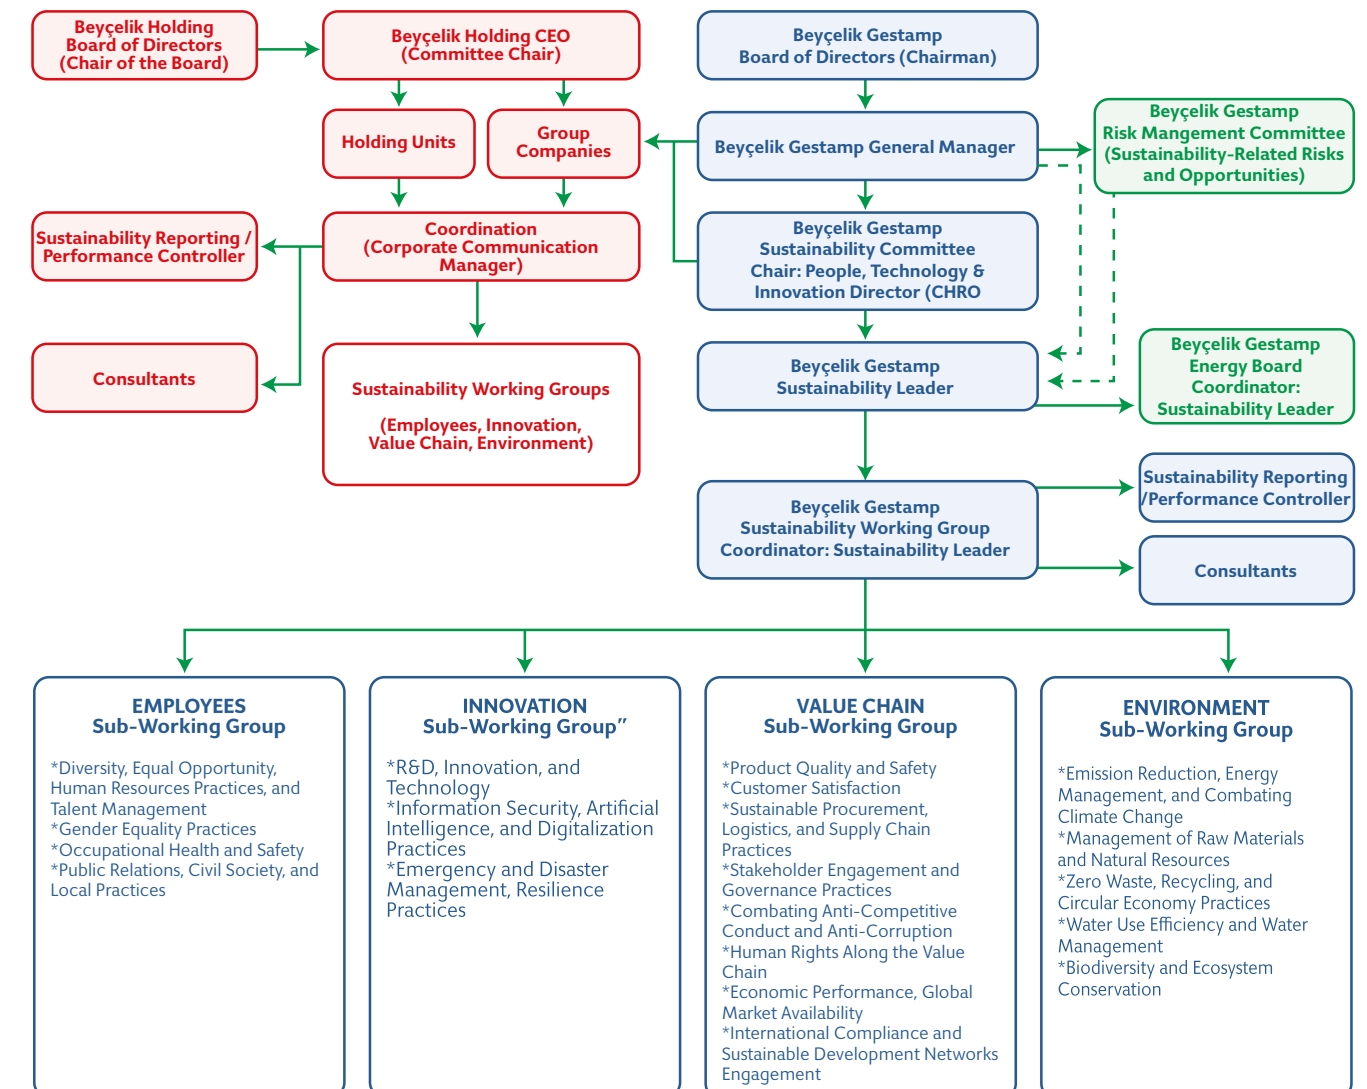 Beyçelik Holding
Board of Directors
(Chair of the Board)
Beyçelik Holding CEO
(Committee Chair)
Beyçelik Gestamp
Board of Directors (Chairman)
Holding Units
Group
Companies
Beyçelik Gestamp General Manager
Beyçelik Gestamp
Risk Mangement Committee
(Sustainability-Related Risks
and Opportunities)
Sustainability Reporting /
Performance Controller
Coordination
(Corporate Communication
Manager)
Beyçelik Gestamp
Sustainability Committee
Chair: People, Technology &
Innovation Director (CHRO
Consultants
Sustainability Working Groups
(Employees, Innovation,
Value Chain, Environment)
Beyçelik Gestamp
Sustainability Leader
Beyçelik Gestamp
Energy Board
Coordinator:
Sustainability Leader
Beyçelik Gestamp
Sustainability Working Group
Coordinator: Sustainability Leader
Sustainability Reporting
/Performance Controller
Consultants
EMPLOYEES
Sub-Working Group
*Diversity, Equal Opportunity,
Human Resources Practices, and
Talent Management
*Gender Equality Practices
*Occupational Health and Safety
*Public Relations, Civil Society, and
Local Practices
INNOVATION
Sub-Working Group”
*R&D, Innovation, and
Technology
*Information Security, Artificial
Intelligence, and Digitalization
Practices
*Emergency and Disaster
Management, Resilience
Practices
VALUE CHAIN
Sub-Working Group
*Product Quality and Safety
*Customer Satisfaction
*Sustainable Procurement,
Logistics, and Supply Chain
Practices
*Stakeholder Engagement and
Governance Practices
*Combating Anti-Competitive
Conduct and Anti-Corruption
*Human Rights Along the Value
Chain
*Economic Performance, Global
Market Availability
*International Compliance and
Sustainable Development Networks
Engagement
ENVIRONMENT
Sub-Working Group
*Emission Reduction, Energy
Management, and Combating
Climate Change
*Management of Raw Materials
and Natural Resources
*Zero Waste, Recycling, and
Circular Economy Practices
*Water Use Efficiency and Water
Management
*Biodiversity and Ecosystem
Conservation